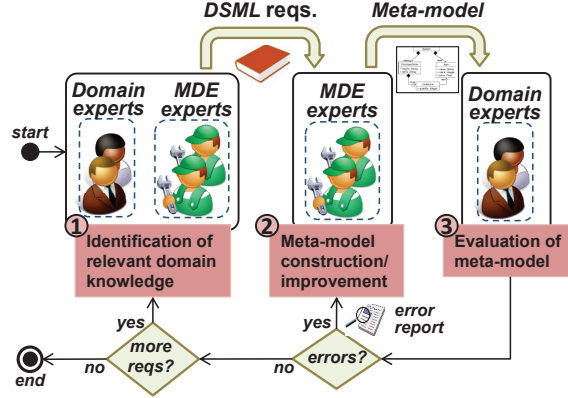 DSML reqs.
Meta-model
Domain
experts
MDE
experts
MDE
experts
Domain
experts
start
1
Identification of
relevant domain
knowledge
2
Meta-model
construction/
improvement
3
Evaluation of
meta-model
yes
yes
error
report
more
reqs?
errors?
no
no
end